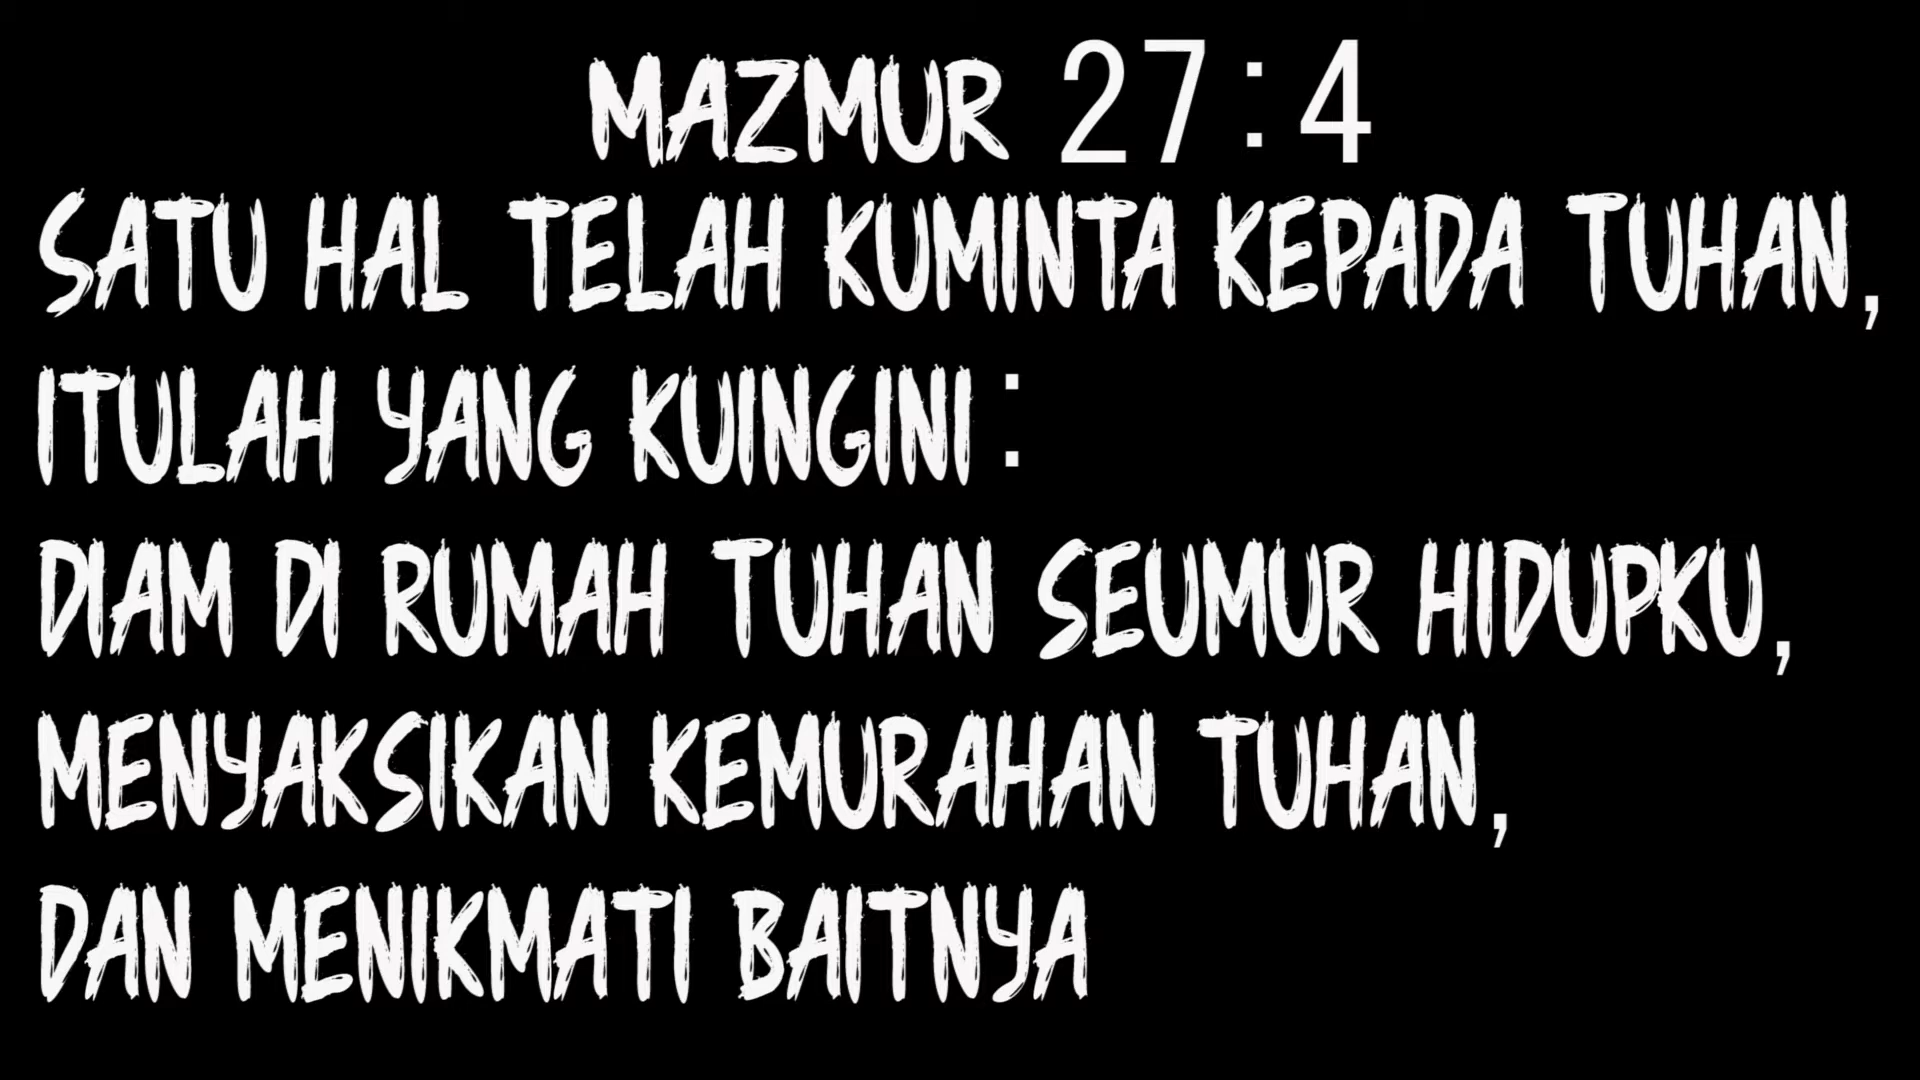 MAZMUR 27:4
SATU HAL TELAH KUMINTA KEPADA TUHAN,
ITULAH YANG KUINGINI:
DIAM DI RUMAH TUHAN SEUMUR HIDUPKU,
MENYAKSIKAN KEMURAHAN TUHAN,
DAN MENIKMATI BAITNYA